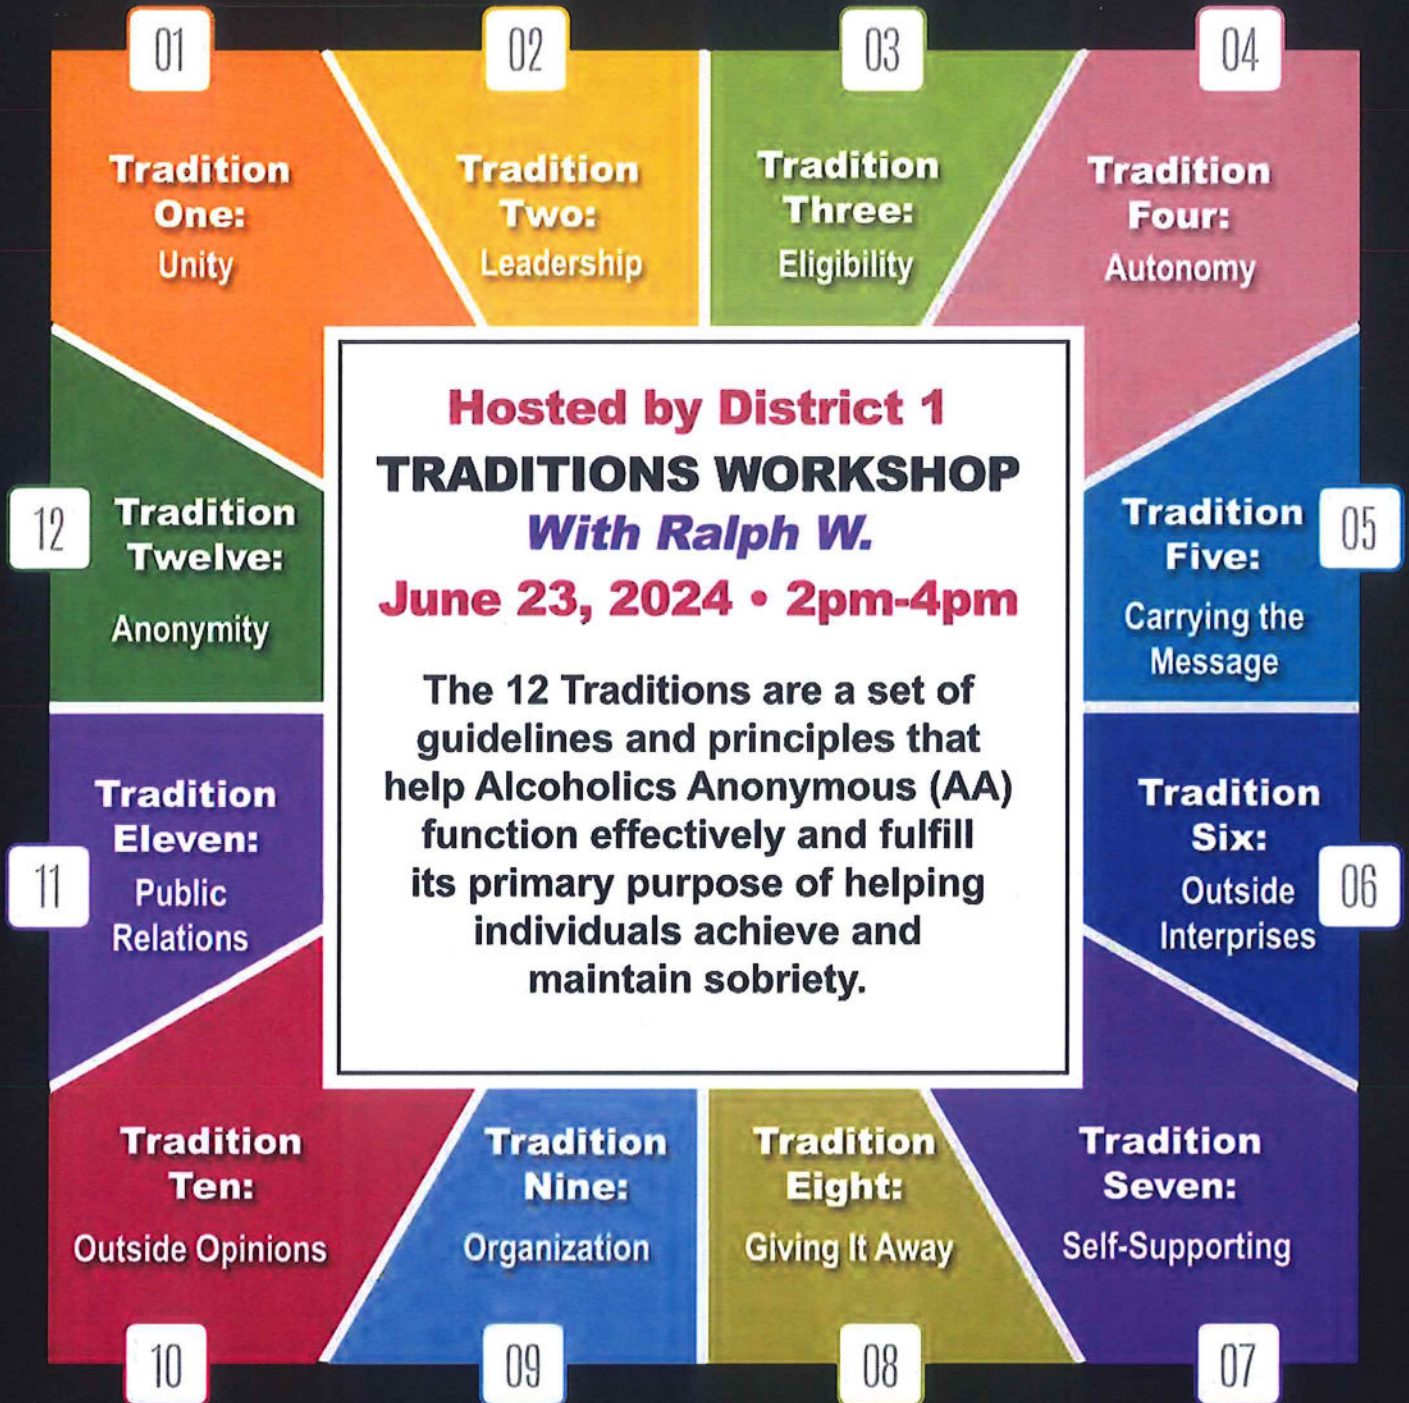 01
Tradition
One:
Unity
02
Tradition
Two:
Leadership
03
Tradition
Three:
Eligibility
04
Tradition
Four:
Autonomy
05
Tradition
Five:
Carrying the
Message
06
Tradition
Six:
Outside
Interprises
07
Tradition
Seven:
Self-Supporting
08
Tradition
Eight:
Giving It Away
09
Tradition
Nine:
Organization
10
Tradition
Ten:
Outside Opinions
11
Tradition
Eleven:
Public
Relations
12
Tradition
Twelve:
Anonymity
Hosted by District 1
TRADITIONS WORKSHOP
With Ralph W.
June 23, 2024 • 2pm-4pm
The 12 Traditions are a set of
guidelines and principles that
help Alcoholics Anonymous (AA)
function effectively and fulfill
its primary purpose of helping
individuals achieve and
maintain sobriety.